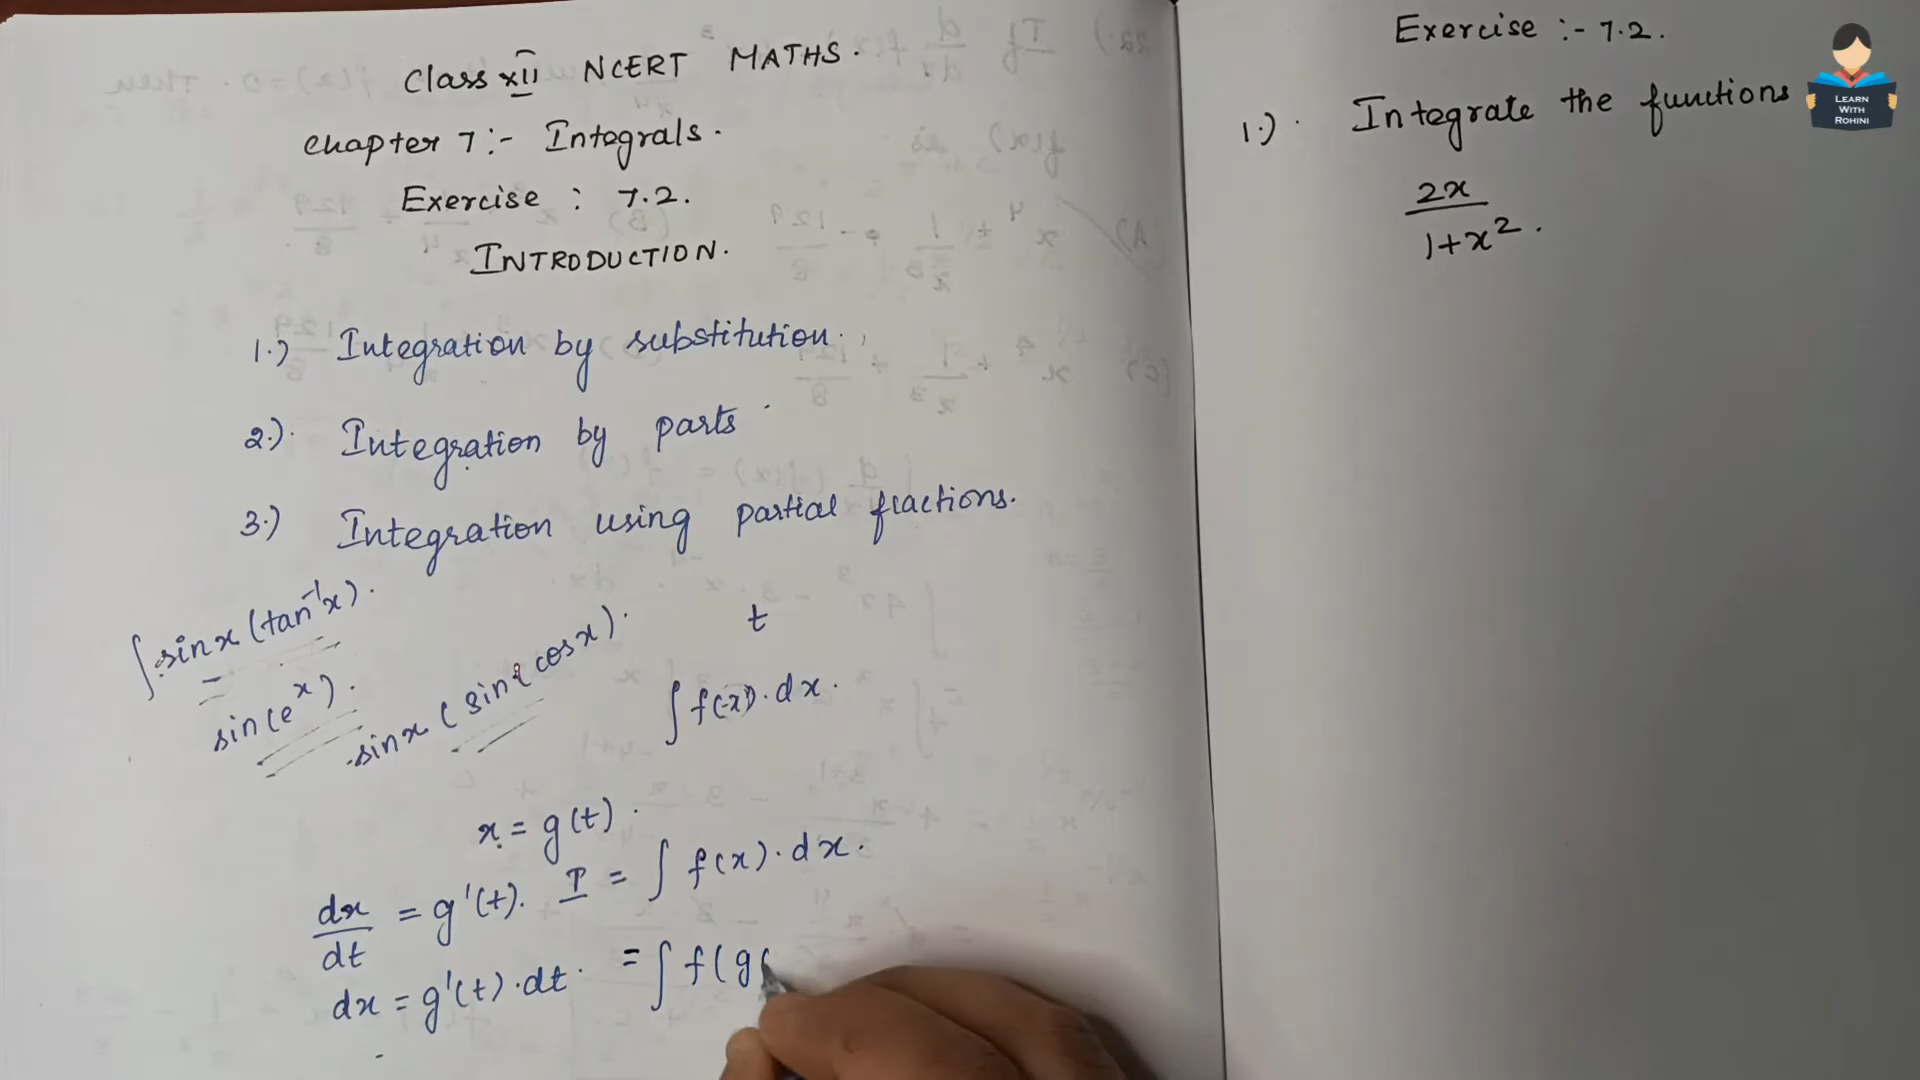 Class XII NCERT MATHS.
Chapter 7:- Integrals.
Exercise : 7.2.
INTRODUCTION.
1.) Integration by substitution.
2.) Integration by parts
3.) Integration using partial fractions.
∫sinx(tan⁻¹x).
sin(eˣ).
sinx(sinx cosx).
t
∫f(x).dx.
x = g(t).
dx/dt = g'(t). I = ∫f(x).dx.
dx = g'(t).dt. = ∫f(g(
Exercise :- 7.2.
1.) Integrate the functions
2x
1+x².
LEARN
WITH
ROHINI